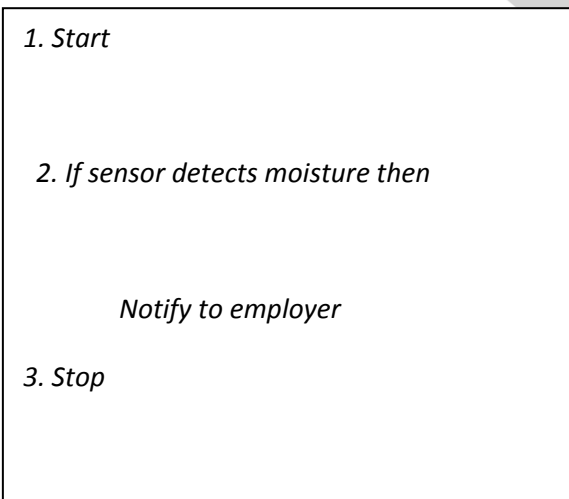 1. Start
2. If sensor detects moisture then
Notify to employer
3. Stop